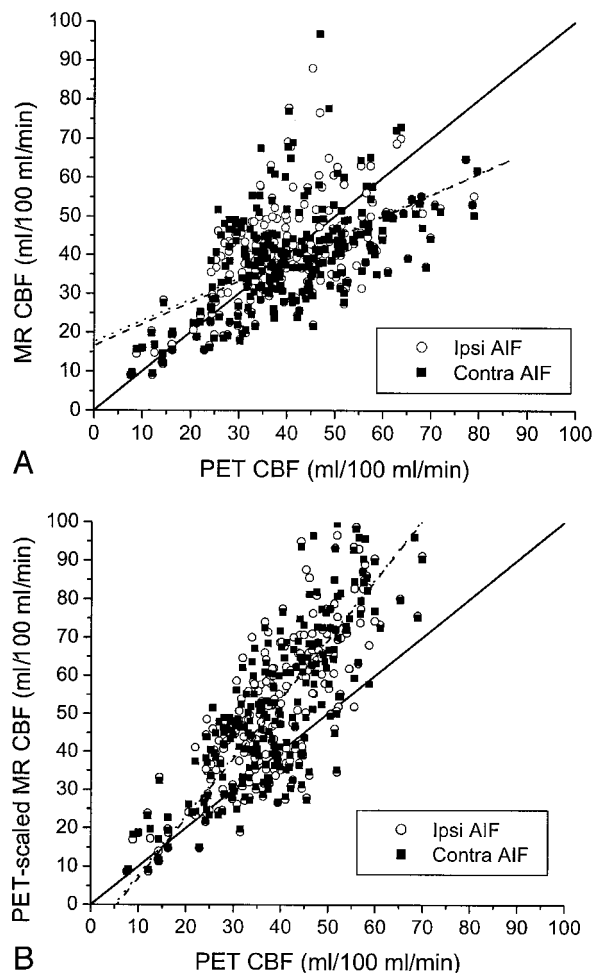 A
MR CBF (ml/100 ml/min)
100
90
80
70
60
50
40
30
20
10
0
0 10 20 30 40 50 60 70 80 90 100
PET CBF (ml/100 ml/min)
Ipsi AIF
Contra AIF
B
PET-scaled MR CBF (ml/100 ml/min)
100
90
80
70
60
50
40
30
20
10
0
0 10 20 30 40 50 60 70 80 90 100
PET CBF (ml/100 ml/min)
Ipsi AIF
Contra AIF